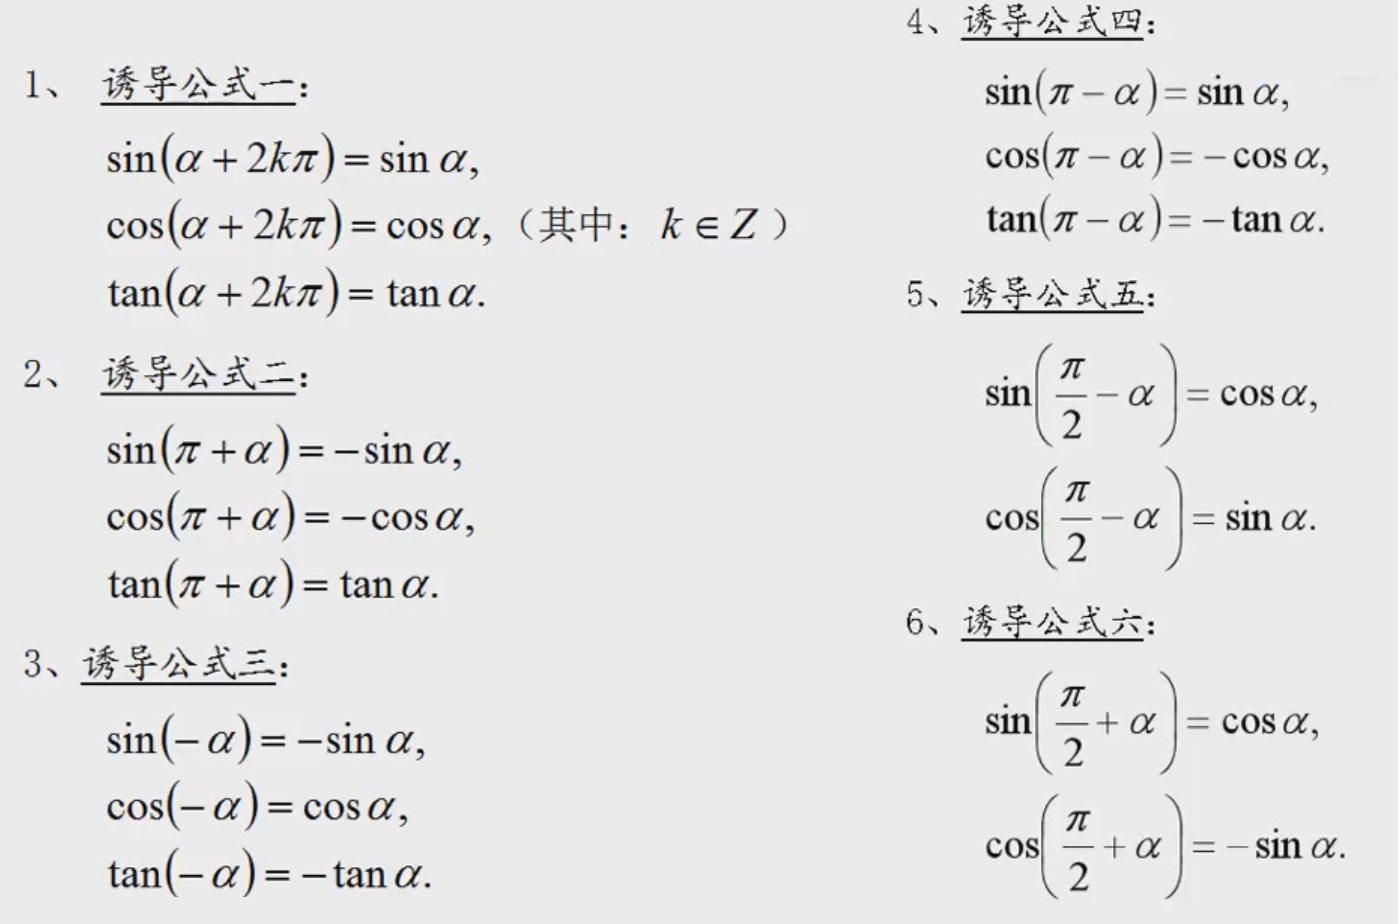 1、 诱导公式一：
sin(α + 2kπ) = sin α,
cos(α + 2kπ) = cos α,（其中：k ∈ Z ）
tan(α + 2kπ) = tan α.
2、 诱导公式二：
sin(π + α) = −sin α,
cos(π + α) = −cos α,
tan(π + α) = tan α.
3、诱导公式三：
sin(− α) = −sin α,
cos(− α) = cos α,
tan(− α) = − tan α.
4、诱导公式四：
sin(π − α) = sin α,
cos(π − α) = − cos α,
tan(π − α) = − tan α.
5、诱导公式五：
sin(π/2 − α) = cos α,
cos(π/2 − α) = sin α.
6、诱导公式六：
sin(π/2 + α) = cos α,
cos(π/2 + α) = − sin α.